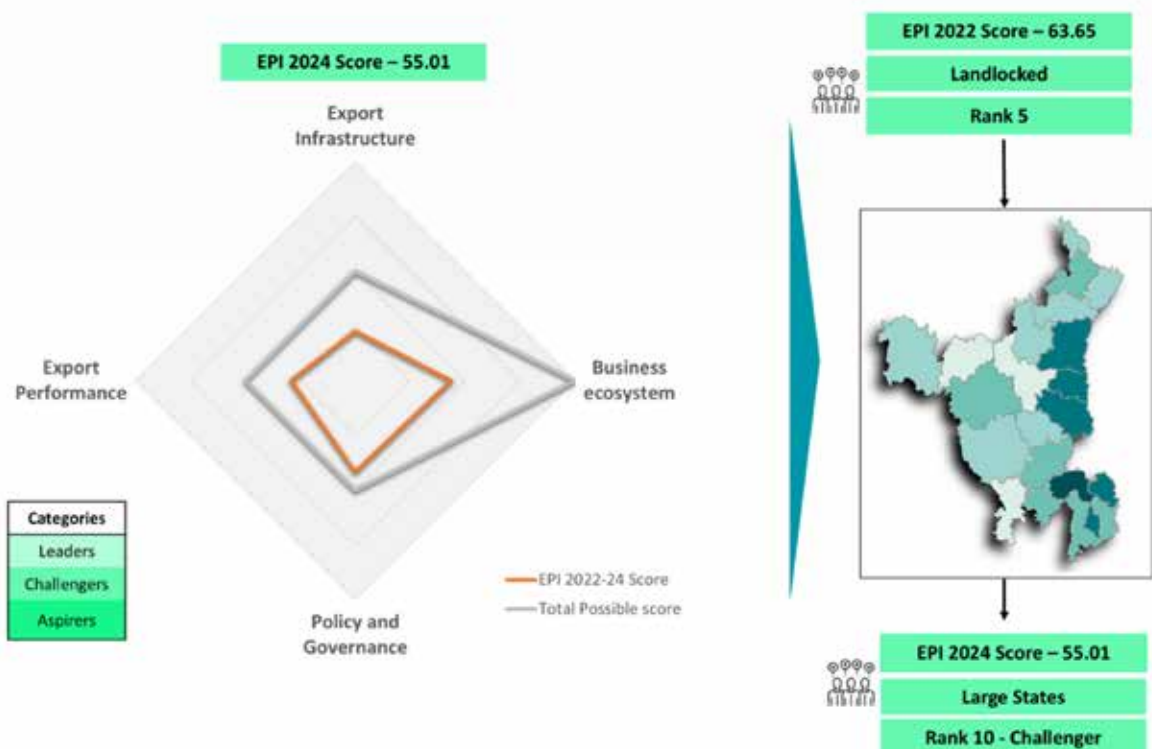 EPI 2024 Score – 55.01
Export
Infrastructure
Export
Performance
Business
ecosystem
Policy and
Governance
Categories
Leaders
Challengers
Aspirers
EPI 2022-24 Score
Total Possible score
EPI 2022 Score – 63.65
Landlocked
Rank 5
EPI 2024 Score – 55.01
Large States
Rank 10 - Challenger